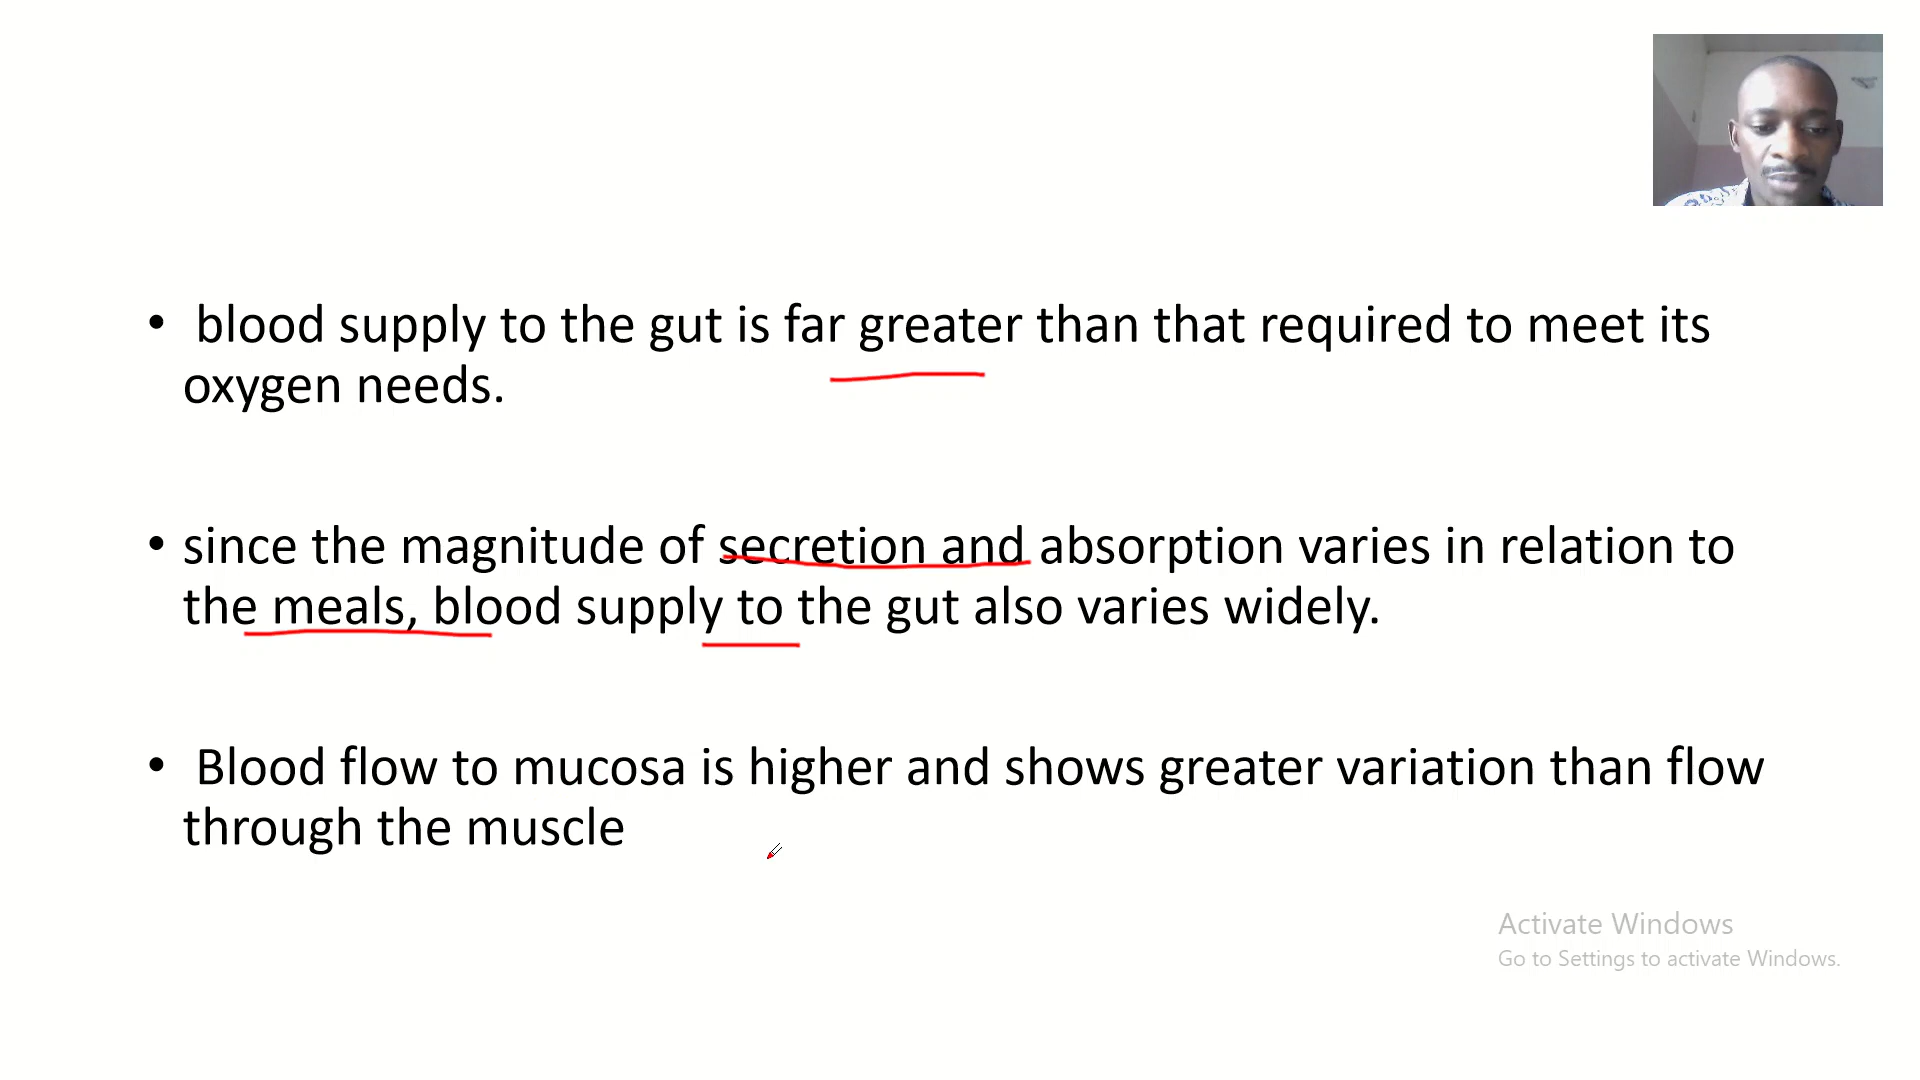 • blood supply to the gut is far greater than that required to meet its
oxygen needs.
• since the magnitude of secretion and absorption varies in relation to
the meals, blood supply to the gut also varies widely.
• Blood flow to mucosa is higher and shows greater variation than flow
through the muscle
Activate Windows
Go to Settings to activate Windows.